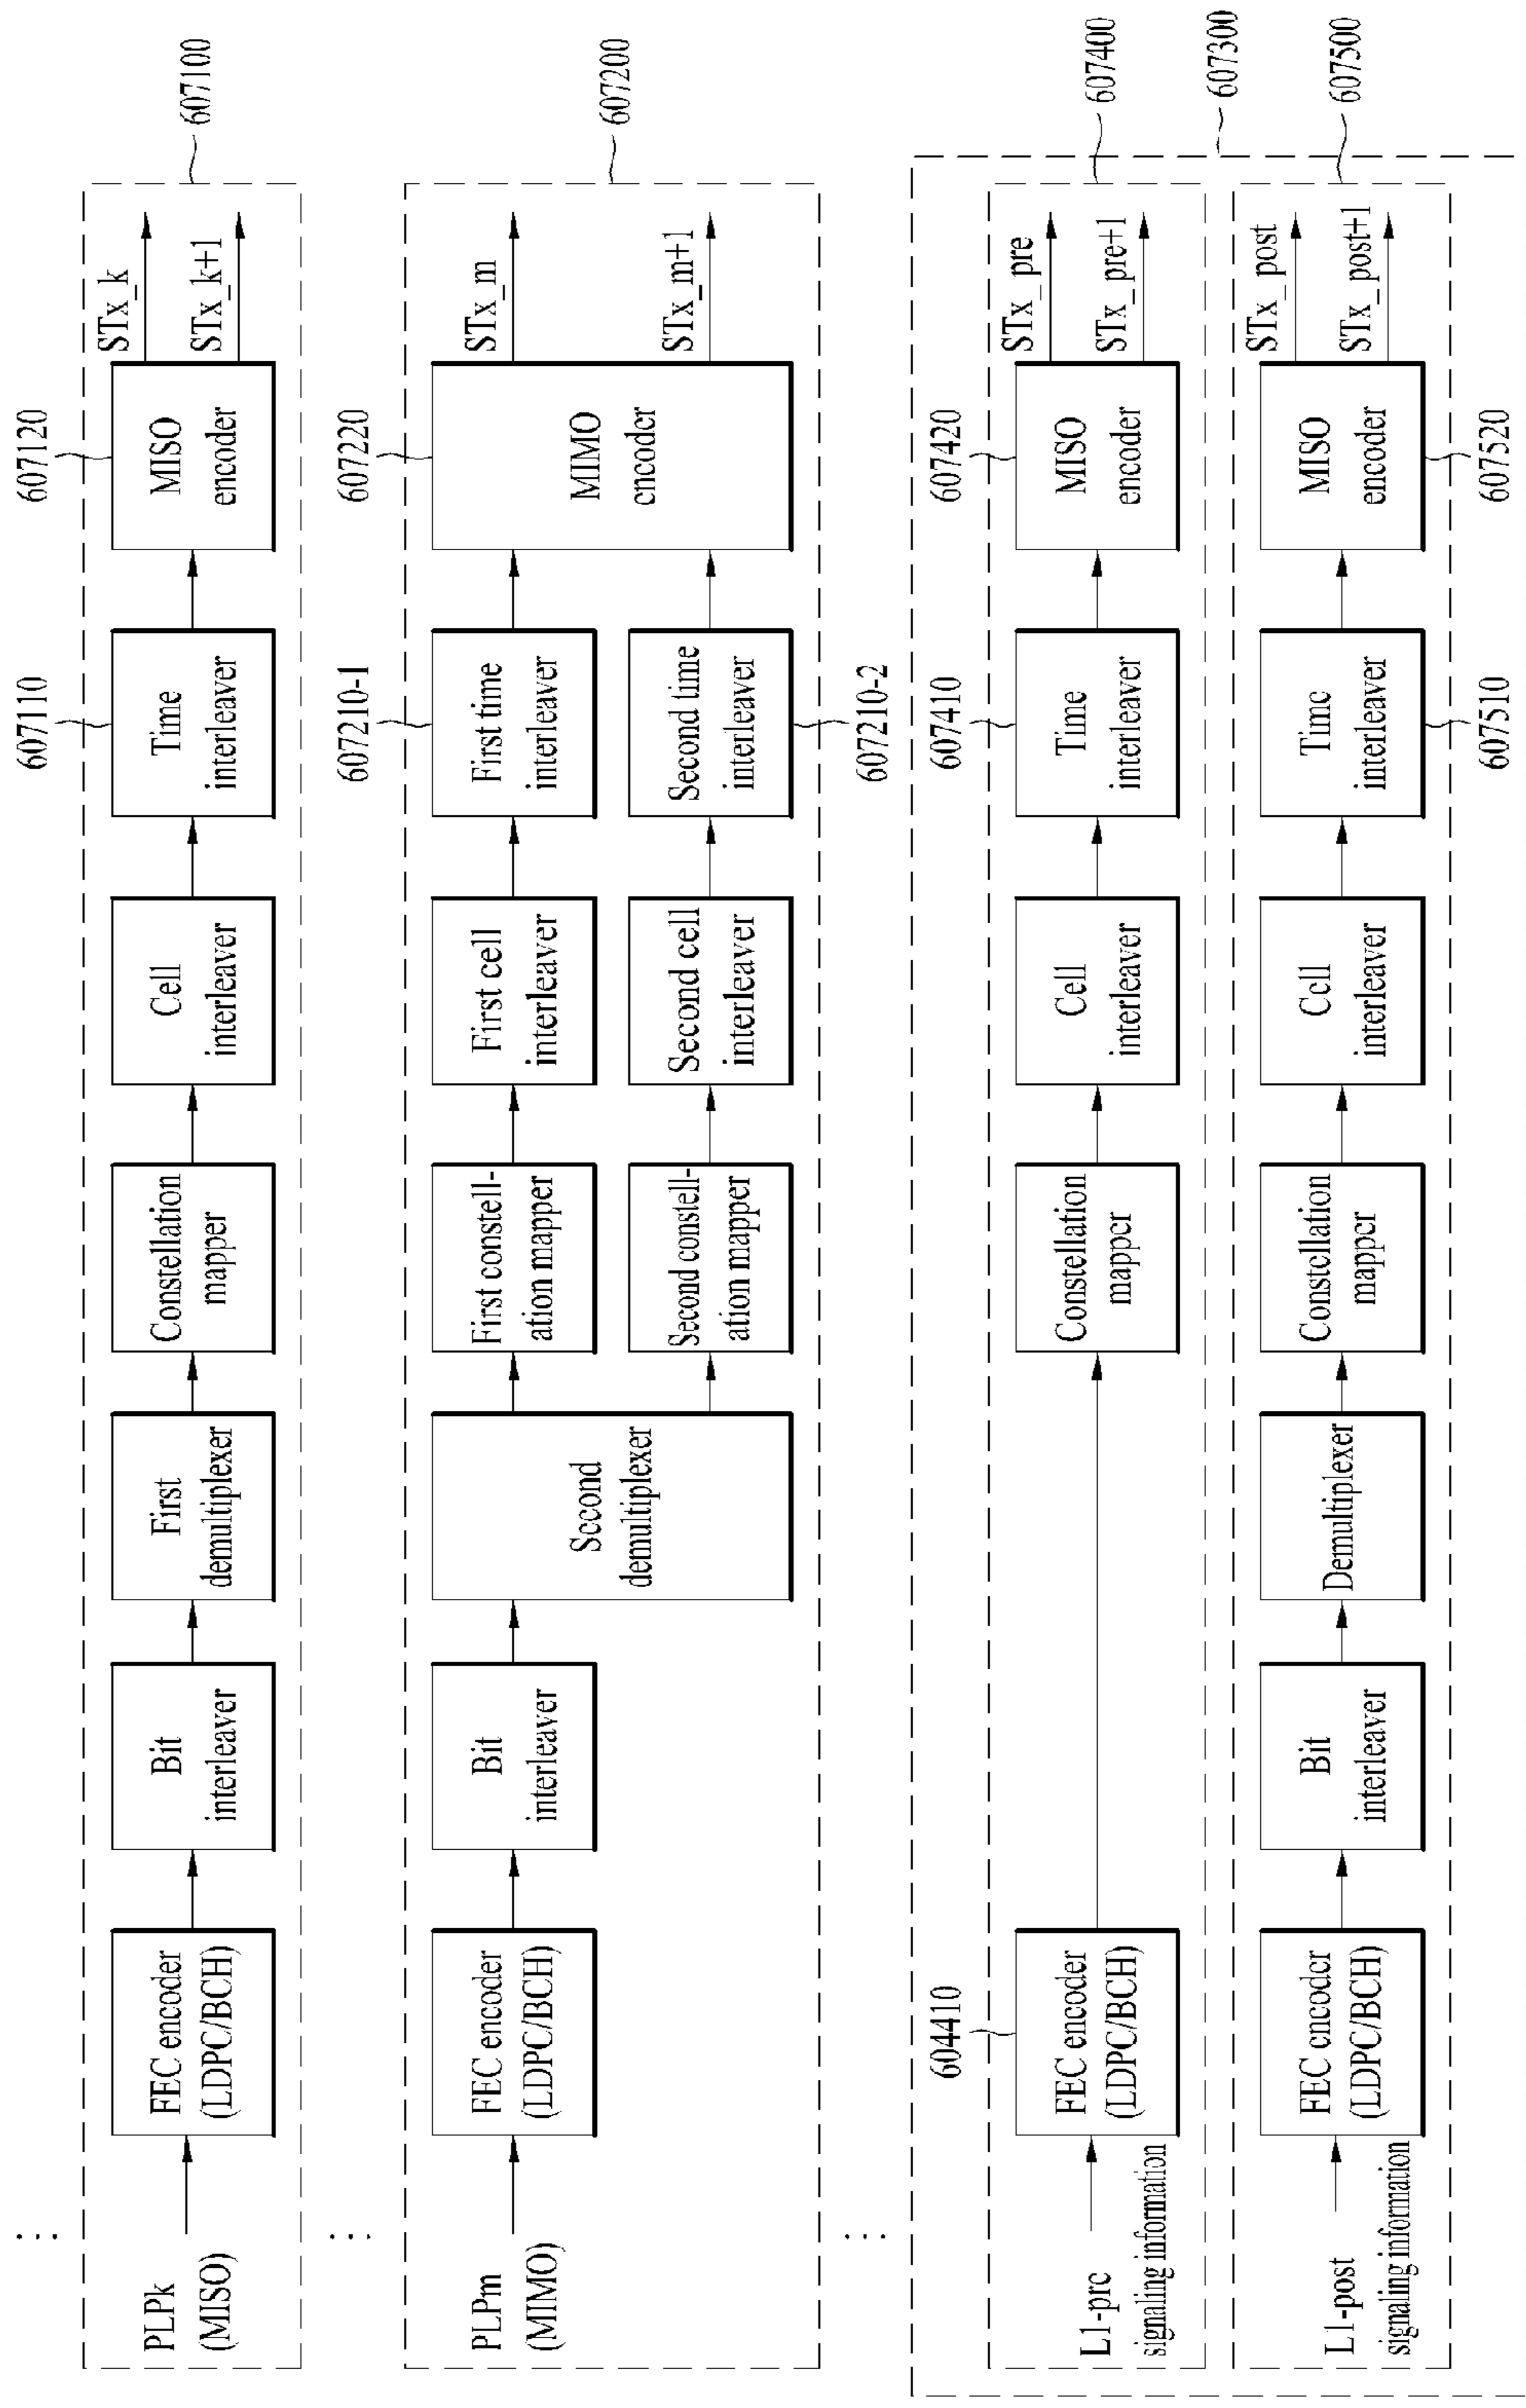 607110
607120
PLPk
(MISO)
FEC encoder
(LDPC/BCH)
Bit
interleaver
First
demultiplexer
Constellation
mapper
Cell
interleaver
Time
interleaver
MISO
encoder
STx_k
STx_k+1
607100
...
607210-1
607220
PLPm
(MIMO)
FEC encoder
(LDPC/BCH)
Bit
interleaver
Second
demultiplexer
First constell-
ation mapper
First cell
interleaver
First time
interleaver
Second constell-
ation mapper
Second cell
interleaver
Second time
interleaver
MIMO
encoder
STx_m
STx_m+1
607200
607210-2
...
...
604410
607410
607420
L1-pre
signaling information
FEC encoder
(LDPC/BCH)
Constellation
mapper
Cell
interleaver
Time
interleaver
MISO
encoder
STx_pre
STx_pre+1
607400
607300
L1-post
signaling information
FEC encoder
(LDPC/BCH)
Bit
interleaver
Demultiplexer
Constellation
mapper
Cell
interleaver
Time
interleaver
MISO
encoder
STx_post
STx_post+1
607500
607510
607520